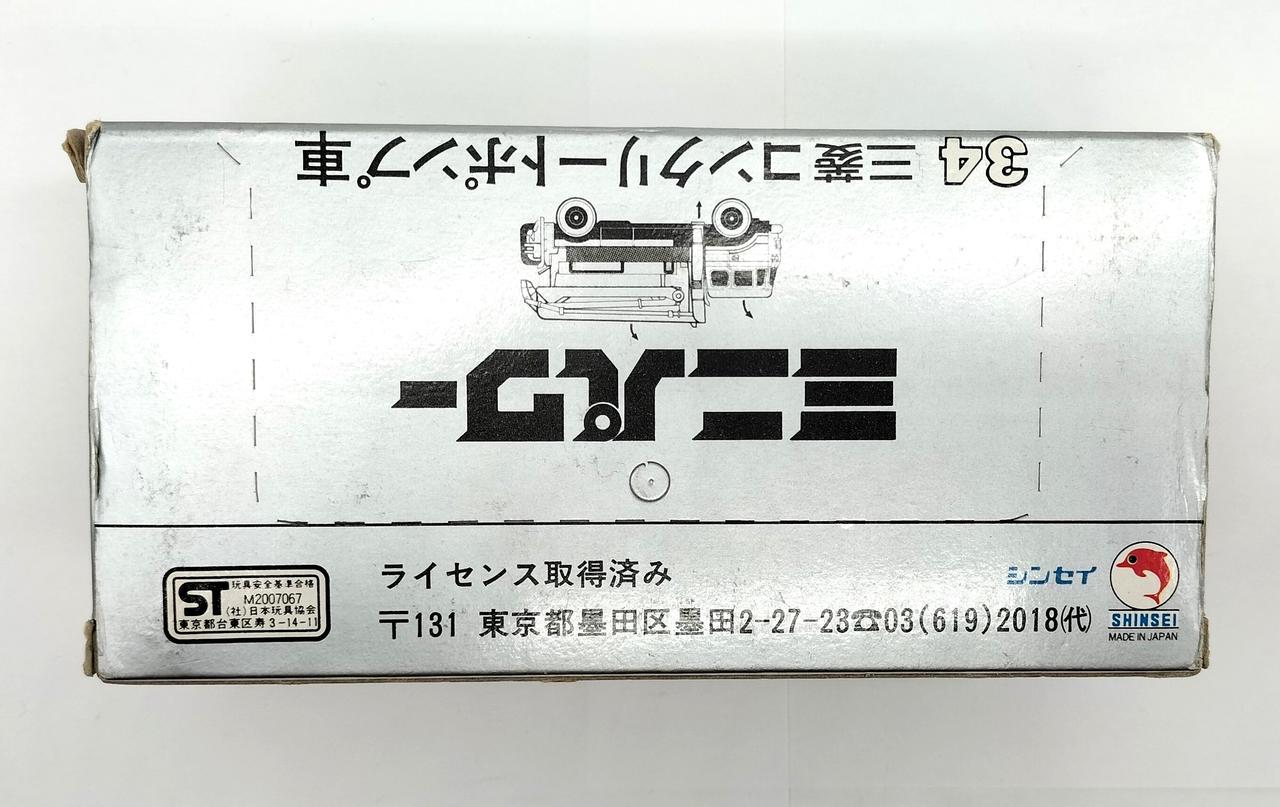 34 三菱コンクリートポンプ車
ミニパワー
ST 玩具安全基準合格
M2007067
(社)日本玩具協会
東京都台東区寿3-14-11
ライセンス取得済み
〒131 東京都墨田区墨田2-27-23☎03(619)2018(代)
シンセイ
SHINSEI
MADE IN JAPAN